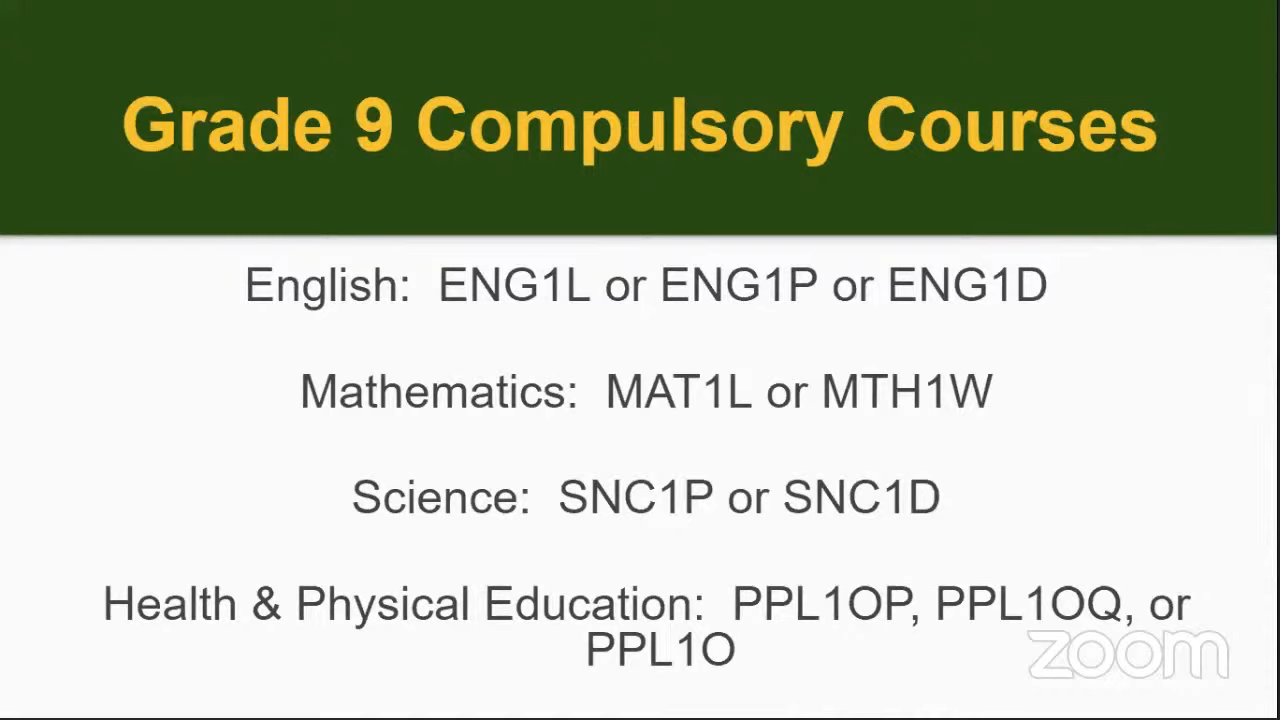 Grade 9 Compulsory Courses
English: ENG1L or ENG1P or ENG1D
Mathematics: MAT1L or MTH1W
Science: SNC1P or SNC1D
Health & Physical Education: PPL1OP, PPL1OQ, or
PPL1O
zoom